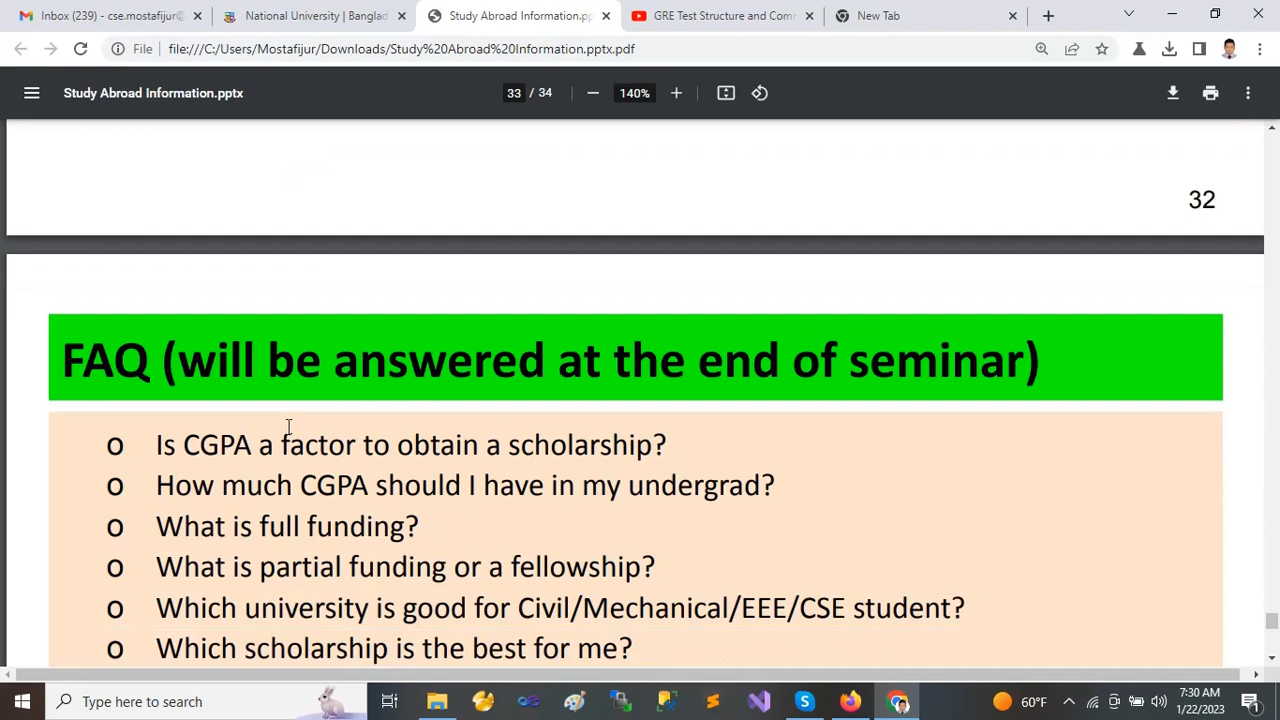 Inbox (239) - cse.mostafijur@
National University | Banglad
Study Abroad Information.pp
GRE Test Structure and Com
New Tab
File
file:///C:/Users/Mostafijur/Downloads/Study%20Abroad%20Information.pptx.pdf
Study Abroad Information.pptx
33 / 34
140%
32
FAQ (will be answered at the end of seminar)
o Is CGPA a factor to obtain a scholarship?
o How much CGPA should I have in my undergrad?
o What is full funding?
o What is partial funding or a fellowship?
o Which university is good for Civil/Mechanical/EEE/CSE student?
o Which scholarship is the best for me?
Type here to search
60°F
7:30 AM
1/22/2023